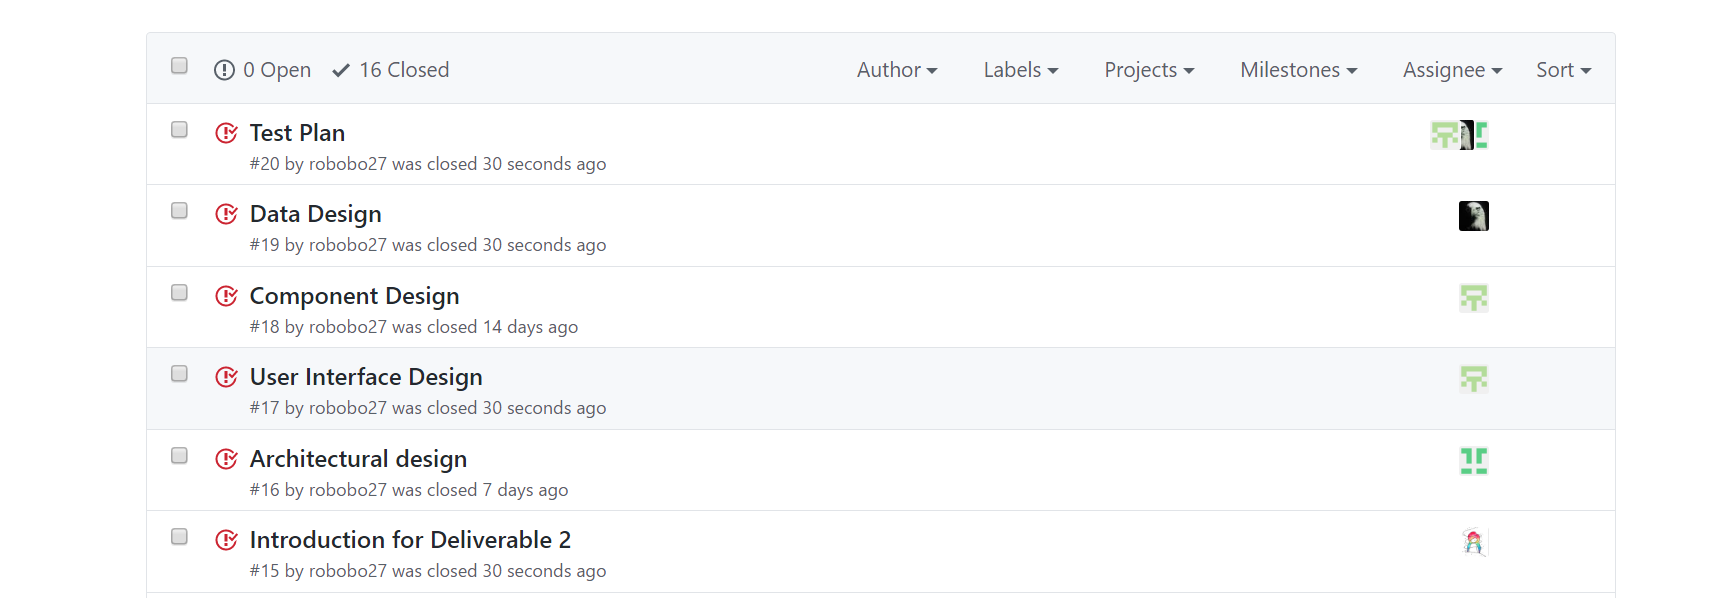 0 Open 16 Closed Author Labels Projects Milestones Assignee Sort
Test Plan
#20 by robobo27 was closed 30 seconds ago
Data Design
#19 by robobo27 was closed 30 seconds ago
Component Design
#18 by robobo27 was closed 14 days ago
User Interface Design
#17 by robobo27 was closed 30 seconds ago
Architectural design
#16 by robobo27 was closed 7 days ago
Introduction for Deliverable 2
#15 by robobo27 was closed 30 seconds ago